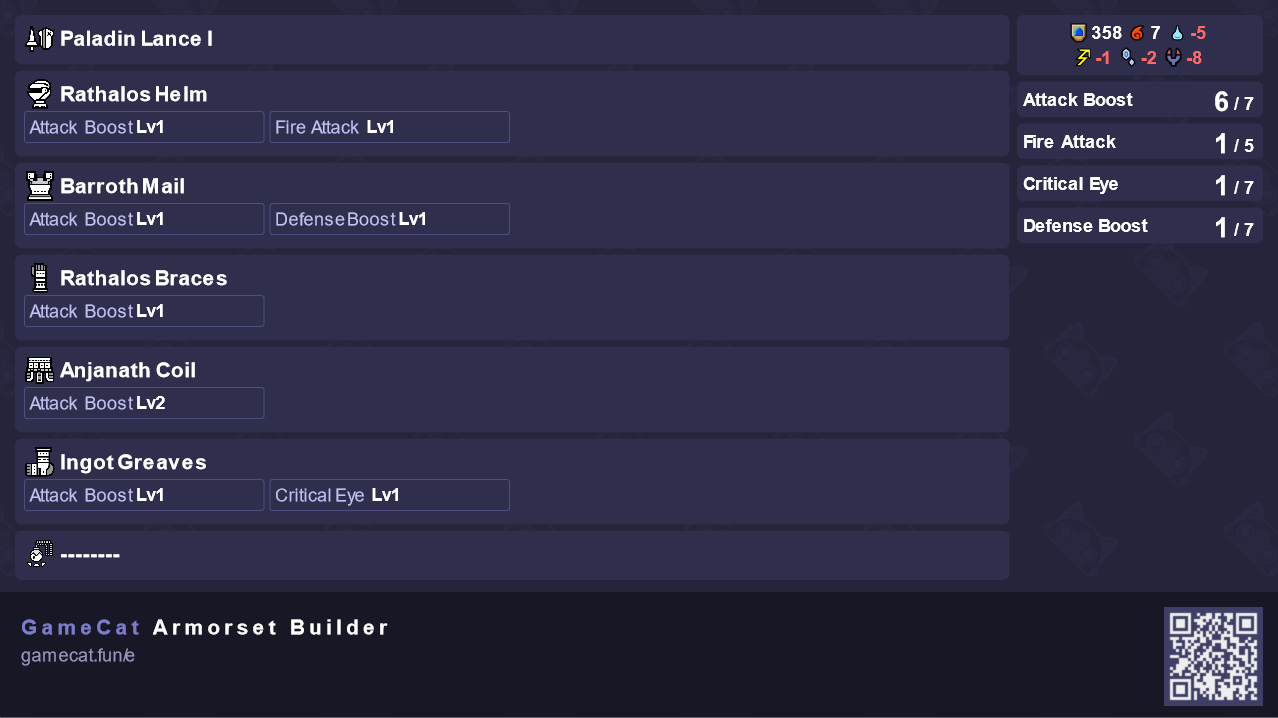 Paladin Lance I
Rathalos Helm
Attack Boost Lv1 Fire Attack Lv1
Barroth Mail
Attack Boost Lv1 Defense Boost Lv1
Rathalos Braces
Attack Boost Lv1
Anjanath Coil
Attack Boost Lv2
Ingot Greaves
Attack Boost Lv1 Critical Eye Lv1
--------
358 7 -5
-1 -2 -8
Attack Boost 6 / 7
Fire Attack 1 / 5
Critical Eye 1 / 7
Defense Boost 1 / 7
GameCat Armorset Builder
gamecat.fun/e